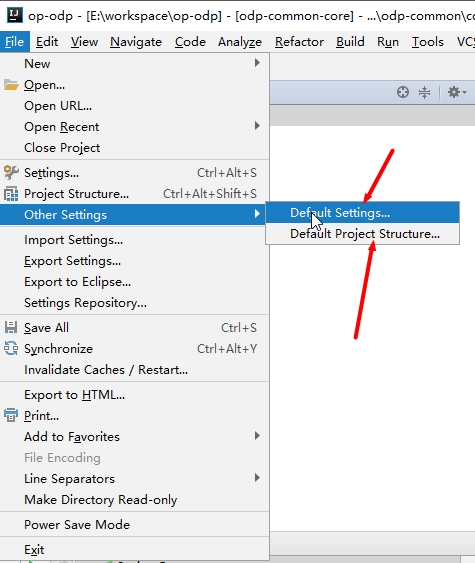 IJ op-odp - [E:\workspace\op-odp] - [odp-common-core] - ...\odp-common\co
File Edit View Navigate Code Analyze Refactor Build Run Tools VCS
New
Open...
Open URL...
Open Recent
Close Project
Settings... Ctrl+Alt+S
Project Structure... Ctrl+Alt+Shift+S
Other Settings
Default Settings...
Default Project Structure...
Import Settings...
Export Settings...
Export to Eclipse...
Settings Repository...
Save All Ctrl+S
Synchronize Ctrl+Alt+Y
Invalidate Caches / Restart...
Export to HTML...
Print...
Add to Favorites
File Encoding
Line Separators
Make Directory Read-only
Power Save Mode
Exit